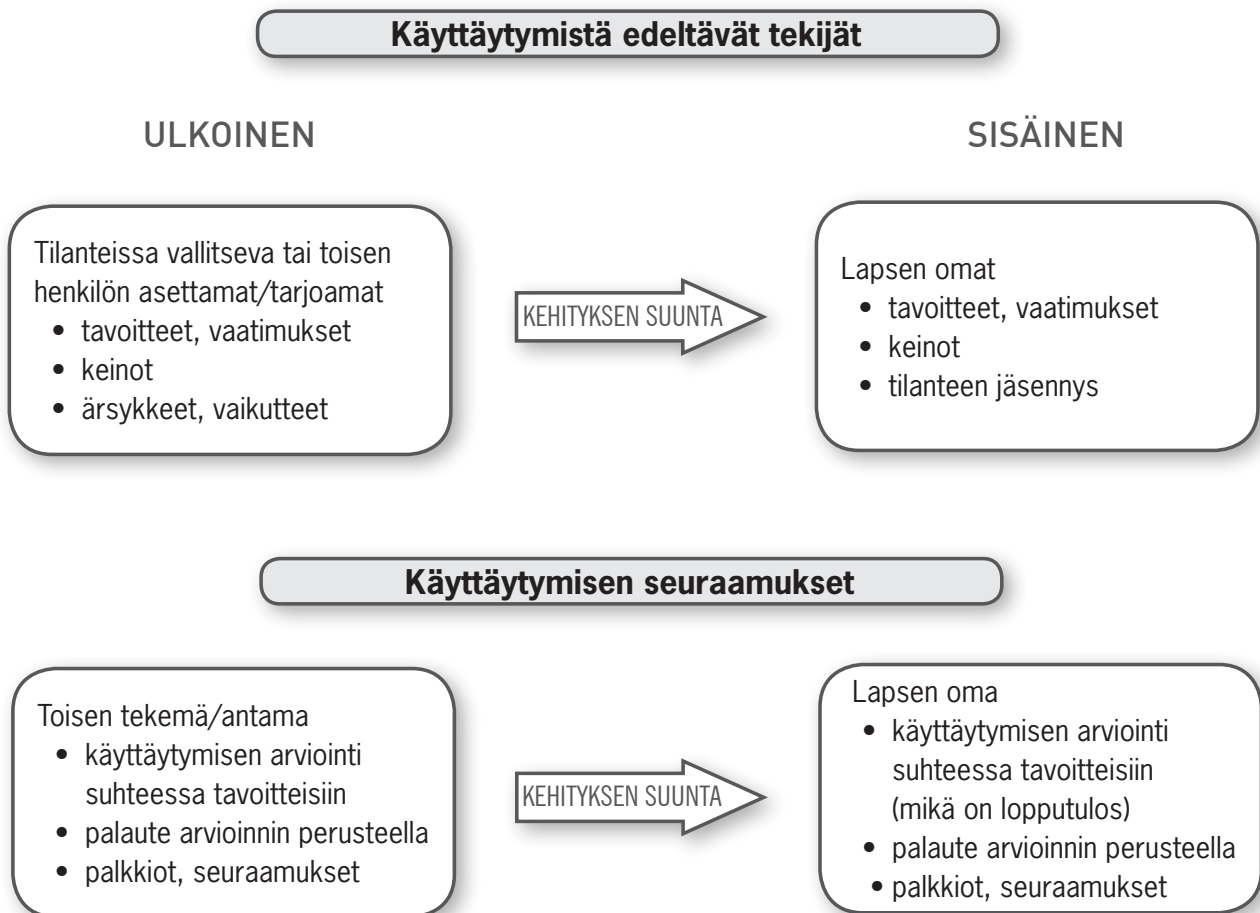 Käyttäytymistä edeltävät tekijät
ULKOINEN
SISÄINEN
Tilanteissa vallitseva tai toisen
henkilön asettamat/tarjoamat
• tavoitteet, vaatimukset
• keinot
• ärsykkeet, vaikutteet
KEHITYKSEN SUUNTA
Lapsen omat
• tavoitteet, vaatimukset
• keinot
• tilanteen jäsennys
Käyttäytymisen seuraamukset
Toisen tekemä/antama
• käyttäytymisen arviointi
suhteessa tavoitteisiin
• palaute arvioinnin perusteella
• palkkiot, seuraamukset
KEHITYKSEN SUUNTA
Lapsen oma
• käyttäytymisen arviointi
suhteessa tavoitteisiin
(mikä on lopputulos)
• palaute arvioinnin perusteella
• palkkiot, seuraamukset